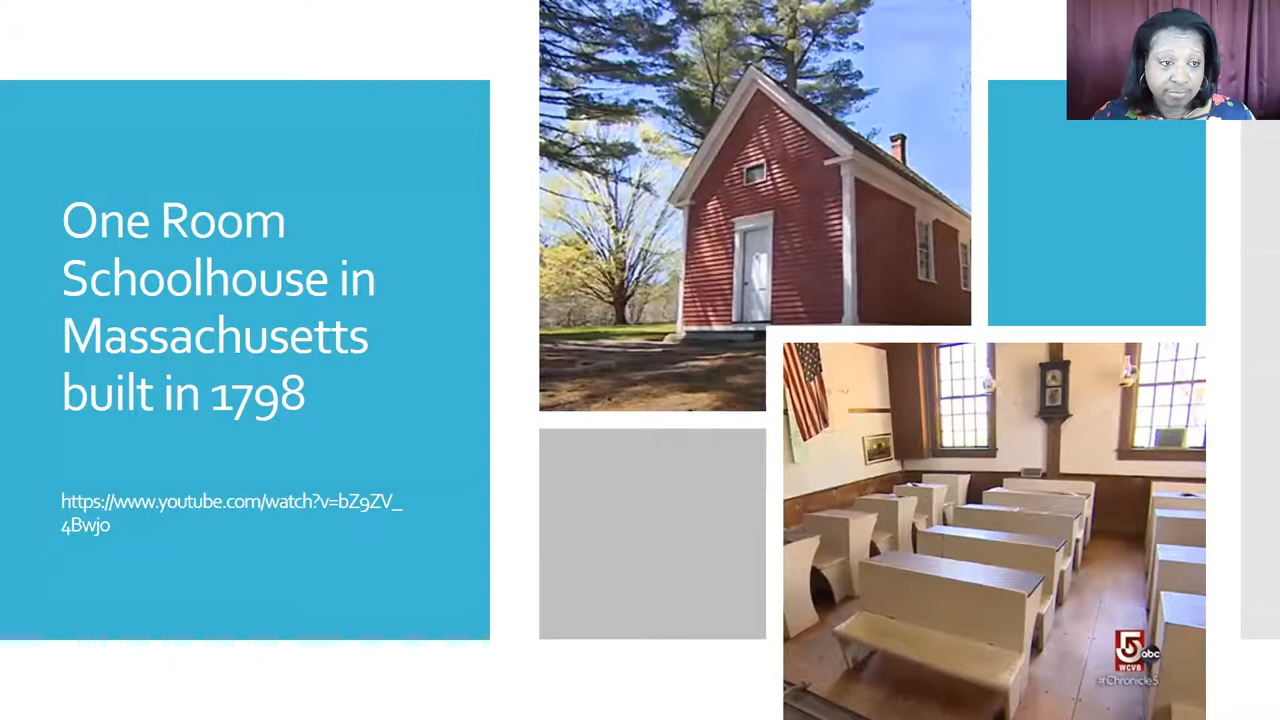 One Room
Schoolhouse in
Massachusetts
built in 1798
https://www.youtube.com/watch?v=bZ9ZV_
4Bwjo
5
abc
WCVB
#Chronicle5